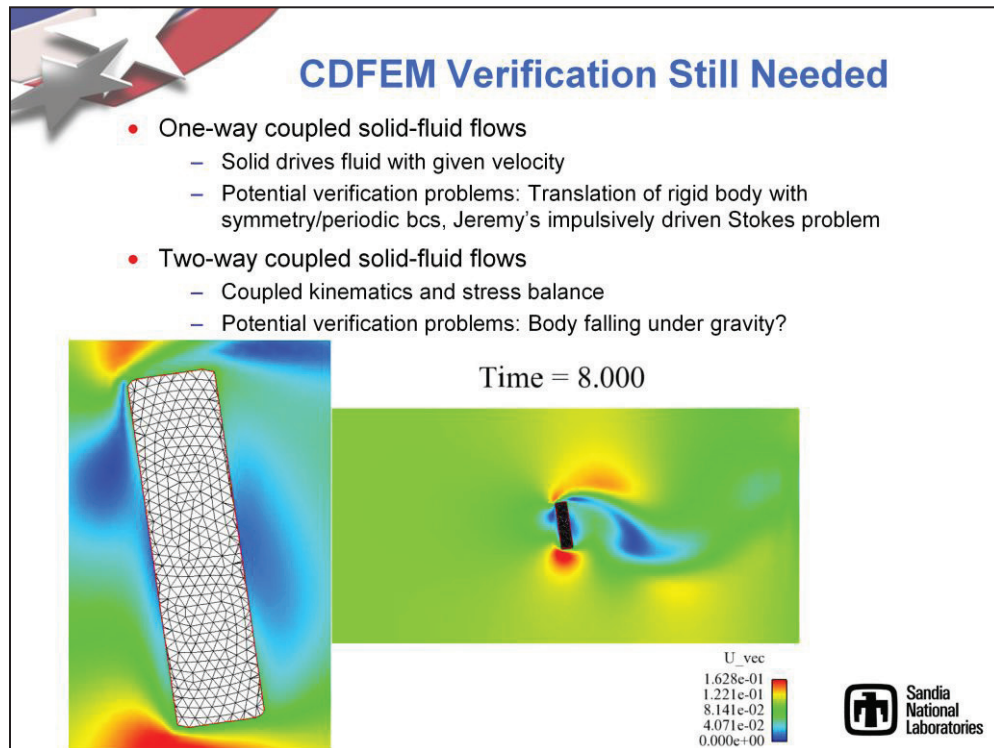 CDFEM Verification Still Needed
• One-way coupled solid-fluid flows
– Solid drives fluid with given velocity
– Potential verification problems: Translation of rigid body with
symmetry/periodic bcs, Jeremy's impulsively driven Stokes problem
• Two-way coupled solid-fluid flows
– Coupled kinematics and stress balance
– Potential verification problems: Body falling under gravity?
Time = 8.000
U_vec
1.628e-01
1.221e-01
8.141e-02
4.071e-02
0.000e+00
Sandia
National
Laboratories